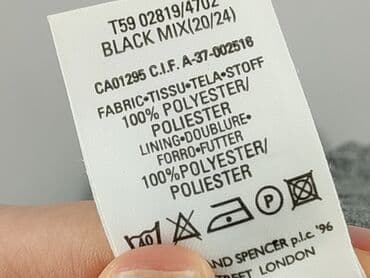 T59 02819/4702
BLACK MIX(20/24)
CA01295 C.I.F. A-37-002516
FABRIC•TISSU•TELA•STOFF
100% POLYESTER/
POLIESTER
LINING•DOUBLURE•
FORRO•FUTTER
100%POLYESTER/
POLIESTER
40 P
ND SPENCER p.l.c. '96
STREET LONDON